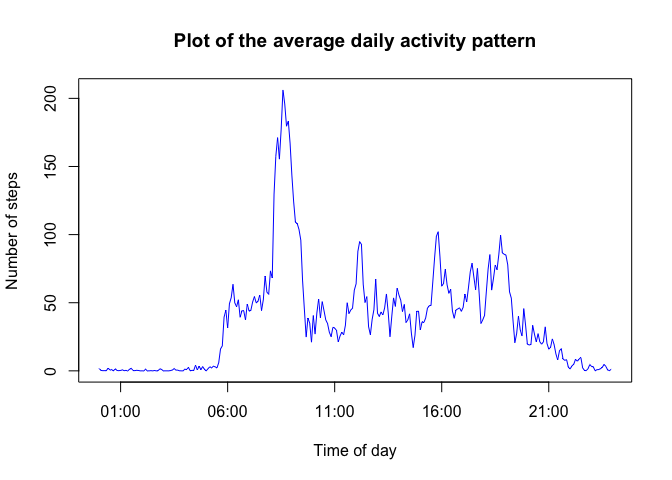 Plot of the average daily activity pattern
Number of steps
200
150
100
50
0
01:00 06:00 11:00 16:00 21:00
Time of day